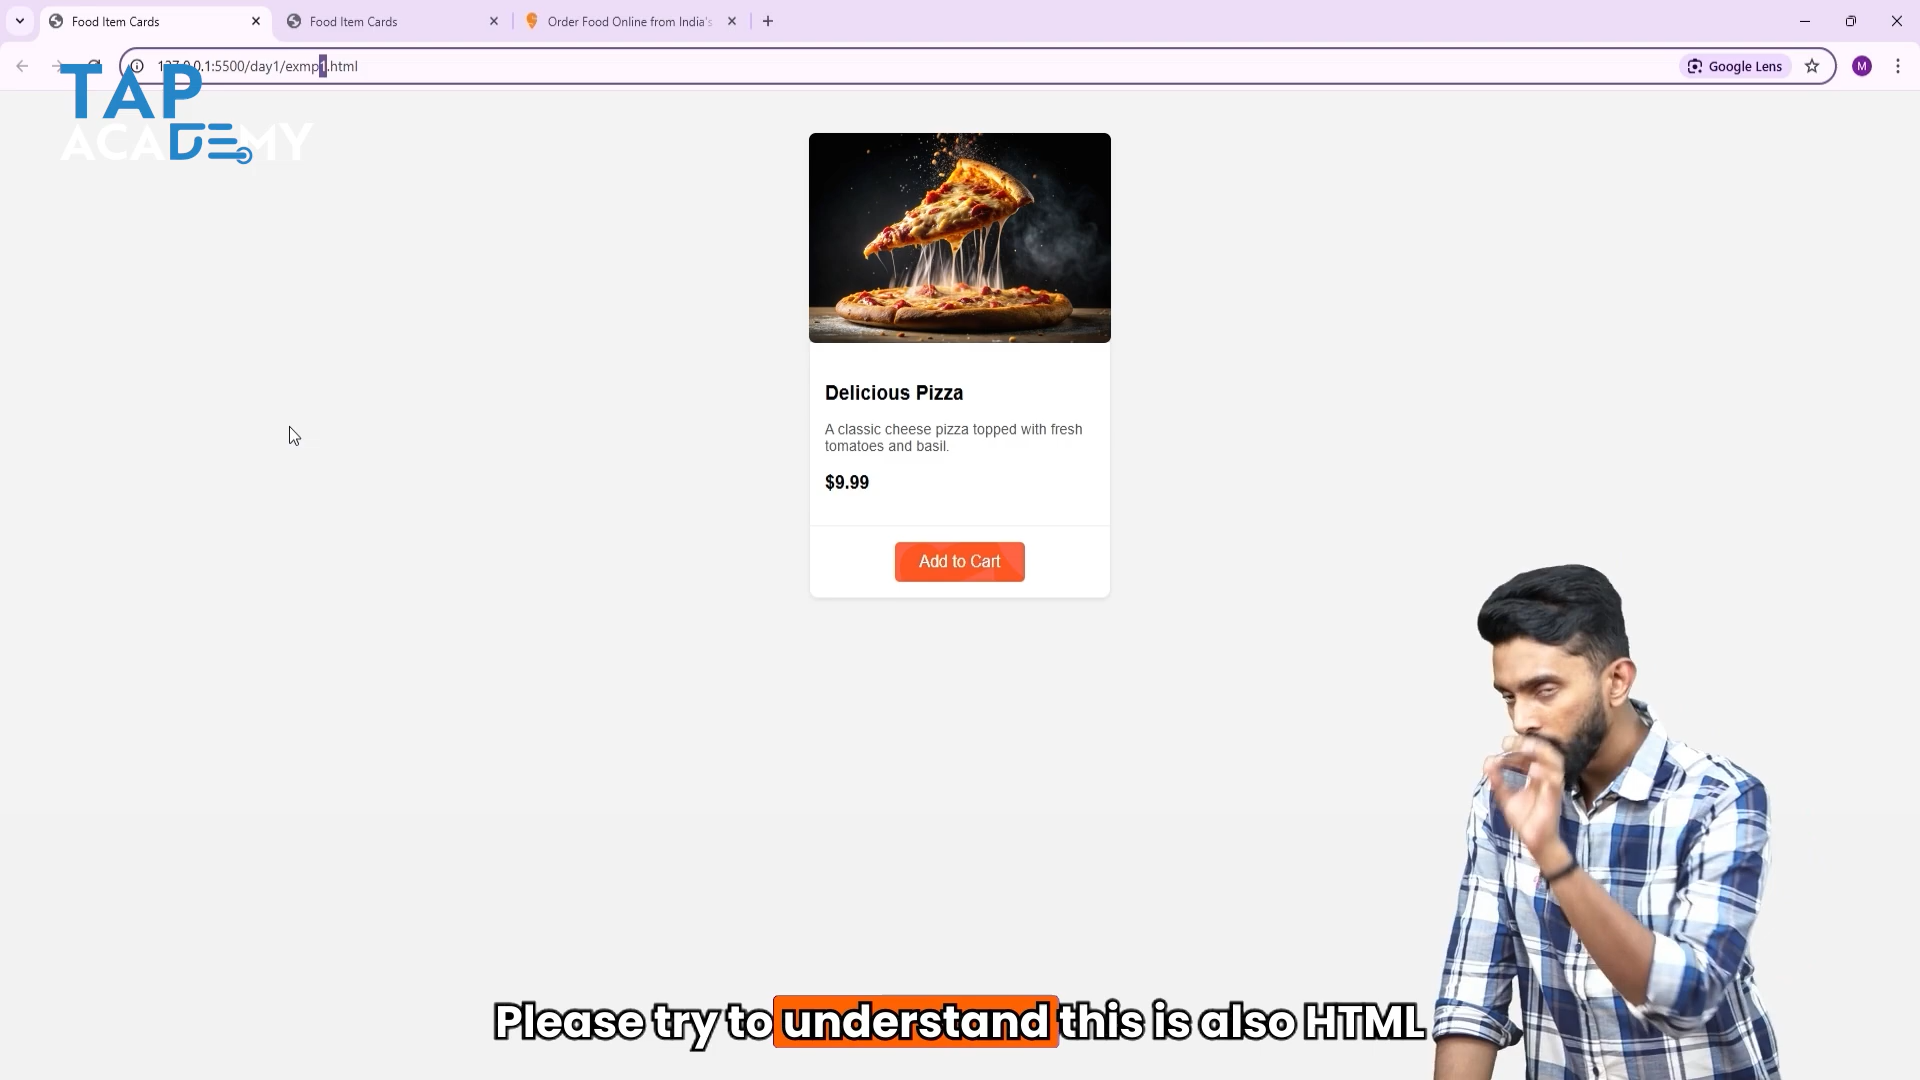 Food Item Cards
Food Item Cards
Order Food Online from India's
127.0.0.1:5500/day1/exmp1.html
Google Lens
M
TAP
ACADEMY
Delicious Pizza
A classic cheese pizza topped with fresh
tomatoes and basil.
$9.99
Add to Cart
Please try to understand this is also HTML